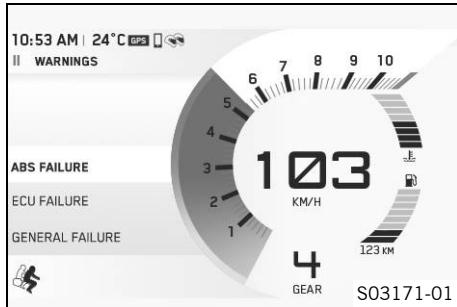 10:53 AM | 24°C GPS
II WARNINGS
ABS FAILURE
ECU FAILURE
GENERAL FAILURE
1
2
3
4
5
6
7
8
9
10
103
KM/H
4
GEAR
123 KM
S03171-01